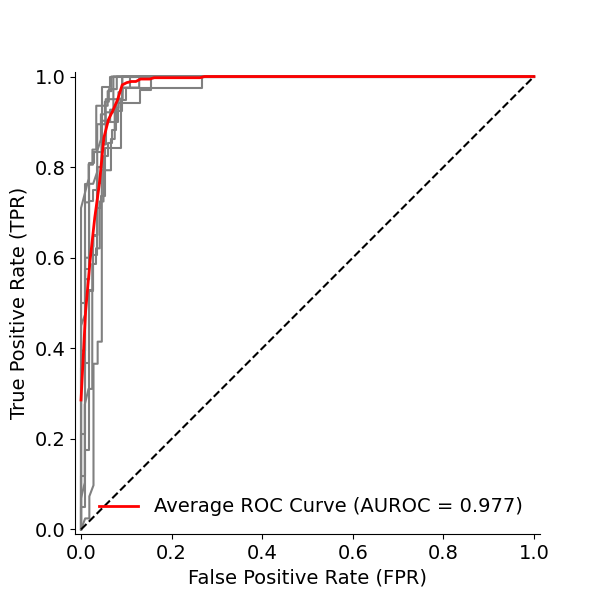 1.0
0.8
0.6
0.4
0.2
0.0
True Positive Rate (TPR)
Average ROC Curve (AUROC = 0.977)
0.0 0.2 0.4 0.6 0.8 1.0
False Positive Rate (FPR)